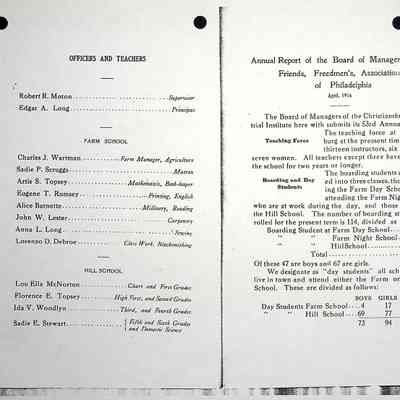 OFFICERS AND TEACHERS
Robert R. Moton Supervisor
Edgar A. Long Principal
FARM SCHOOL
Charles J. Wartman Farm Manager, Agriculture
Sadie P. Scruggs Matron
Artis S. Topsey Mathematics, Book-keeper
Eugene T. Rumsey Printing, English
Alice Barnette Millinery, Reading
John W. Lester Carpentry
Anna L. Long Sewing
Lorenzo D. Debroe Class Work, Blacksmithing
HILL SCHOOL
Lou Ella McNorton Chart and First Grades
Florence E. Topsey High First, and Second Grades
Ida V. Woodlyn Third, and Fourth Grades
Sadie E. Stewart Fifth and Sixth Grades
and Domestic Science
Annual Report of the Board of Manager
Friends, Freedmen's, Association
of Philadelphia
April, 1914
The Board of Managers of the Christiansb
trial Institute here with submits its 53rd Annua
Teaching Force The teaching force at
burg at the present tim
thirteen instructors, six
seven women. All teachers except three have
the school for two years or longer.
Boarding and Day Students The boarding students a
ed into three classes, tho
ing the Farm Day Scho
attending the Farm Nig
who are at work during the day, and those
the Hill School. The number of boarding st
rolled for the present term is 114, divided as
Boarding Student at Farm Day School
" " Farm Night School
" " HillSchool
Total
Of these 47 are boys and 67 are girls.
We designate as "day students" all sch
live in town and attend either the Farm or
School. These are divided as follows:
BOYS GIRLS
Day Students Farm School 4 17
" " Hill School 69 77
73 94